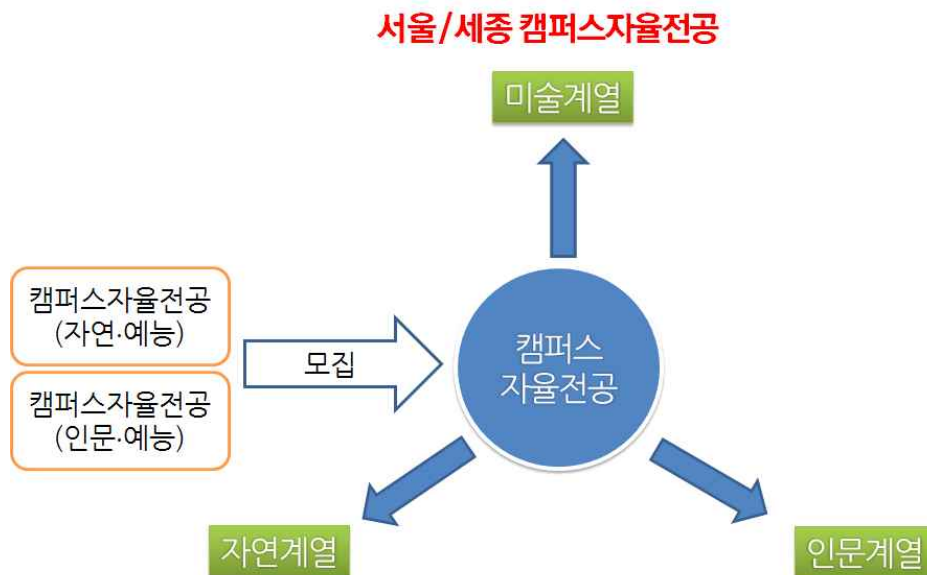 서울/세종 캠퍼스자율전공
미술계열
캠퍼스자율전공
(자연·예능)
모집
캠퍼스
자율전공
캠퍼스자율전공
(인문·예능)
자연계열
인문계열